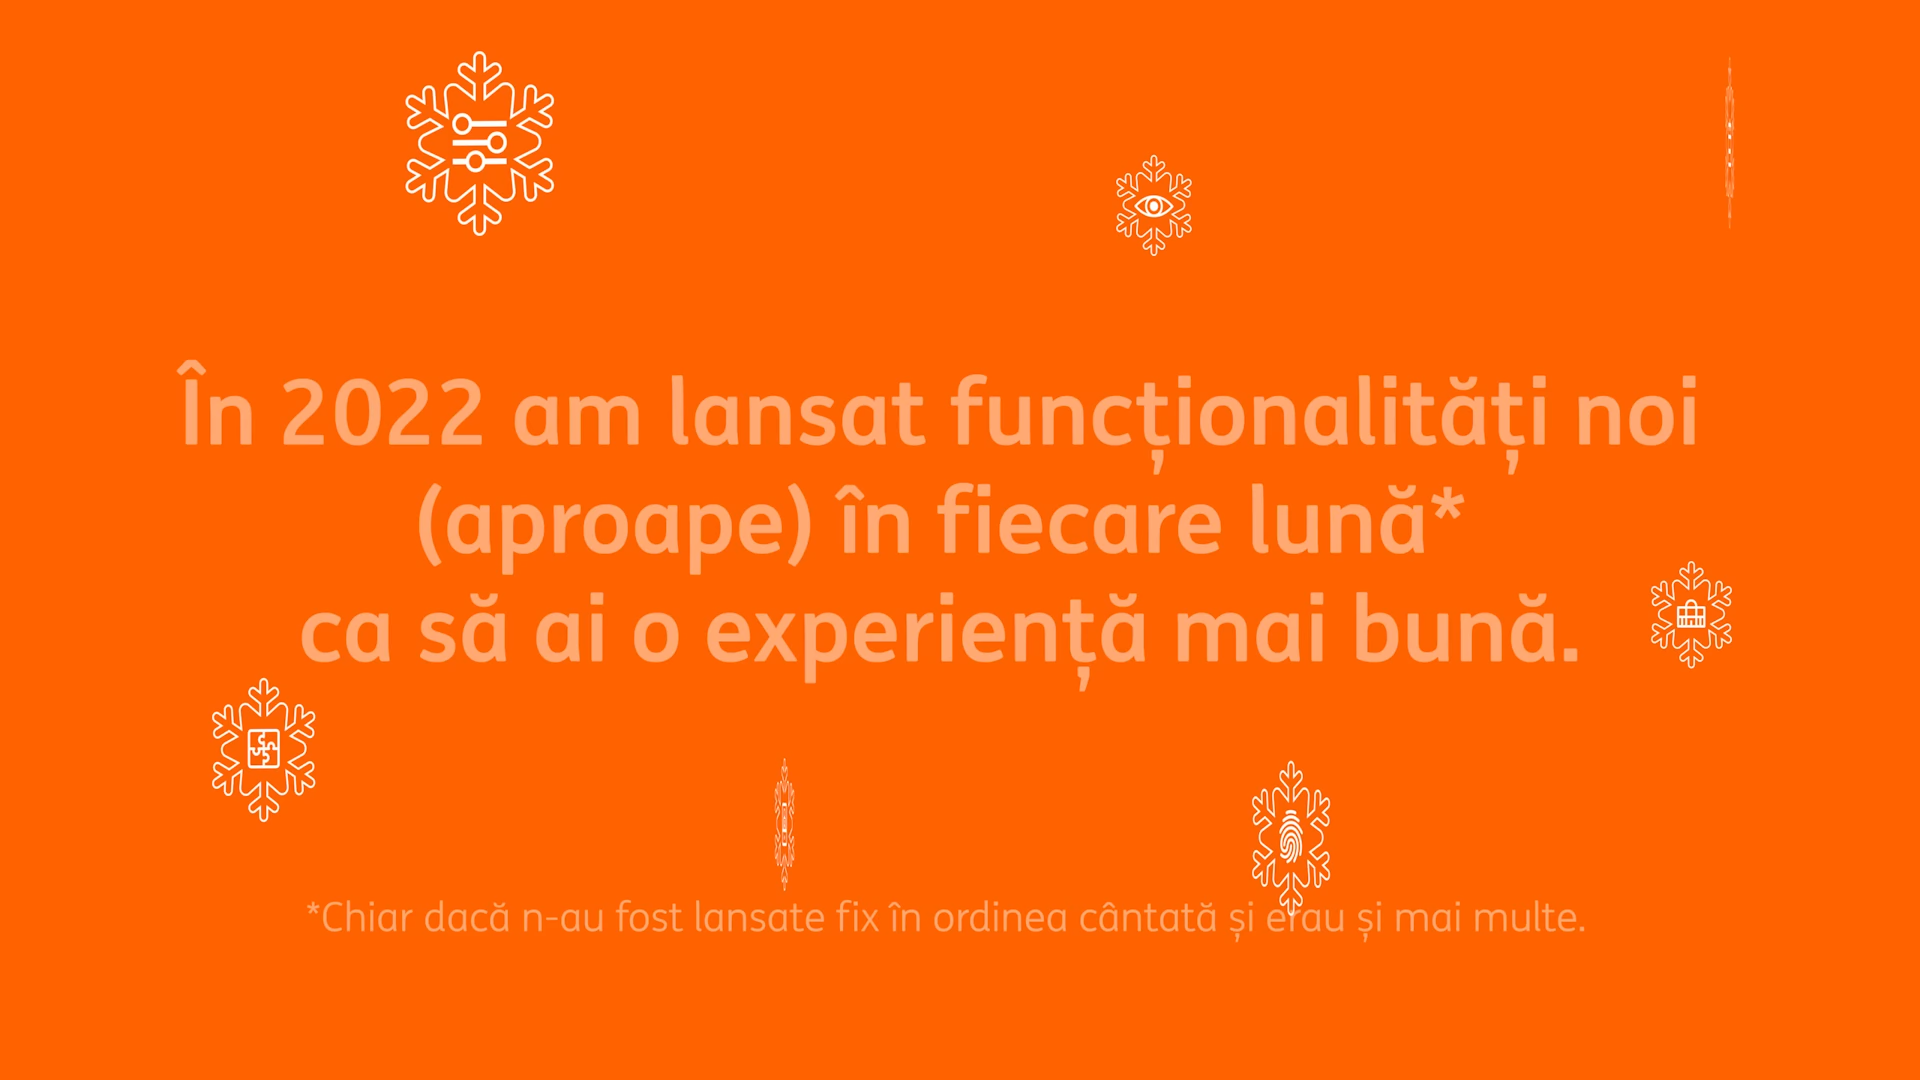 În 2022 am lansat funcționalități noi
(aproape) în fiecare lună*
ca să ai o experiență mai bună.
*Chiar dacă n-au fost lansate fix în ordinea cântată și erau și mai multe.